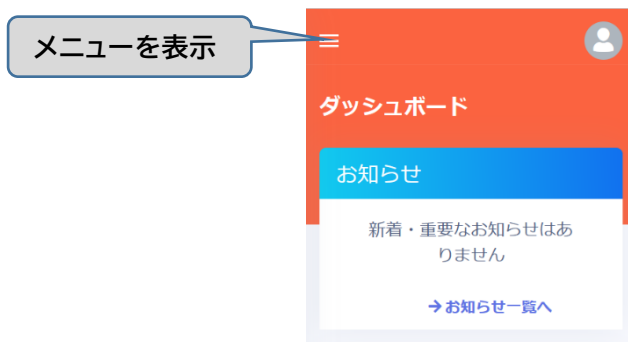 メニューを表示
ダッシュボード
お知らせ
新着・重要なお知らせはあ
りません
→お知らせ一覧へ